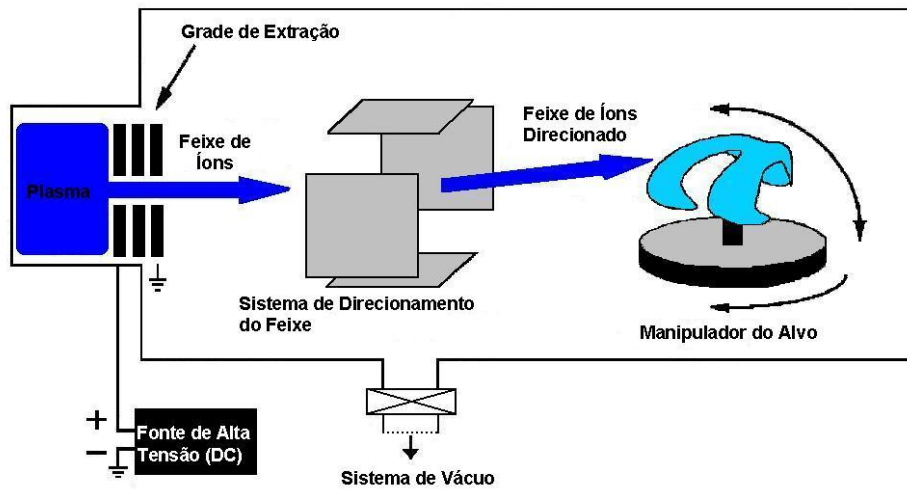 Grade de
Extração
Feixe de
Íons
Feixe de Íons
Direcionado
Plasma
Sistema de Direcionamento
do Feixe
Manipulador do Alvo
+
Fonte de Alta
−
Tensão (DC)
Sistema de Vácuo